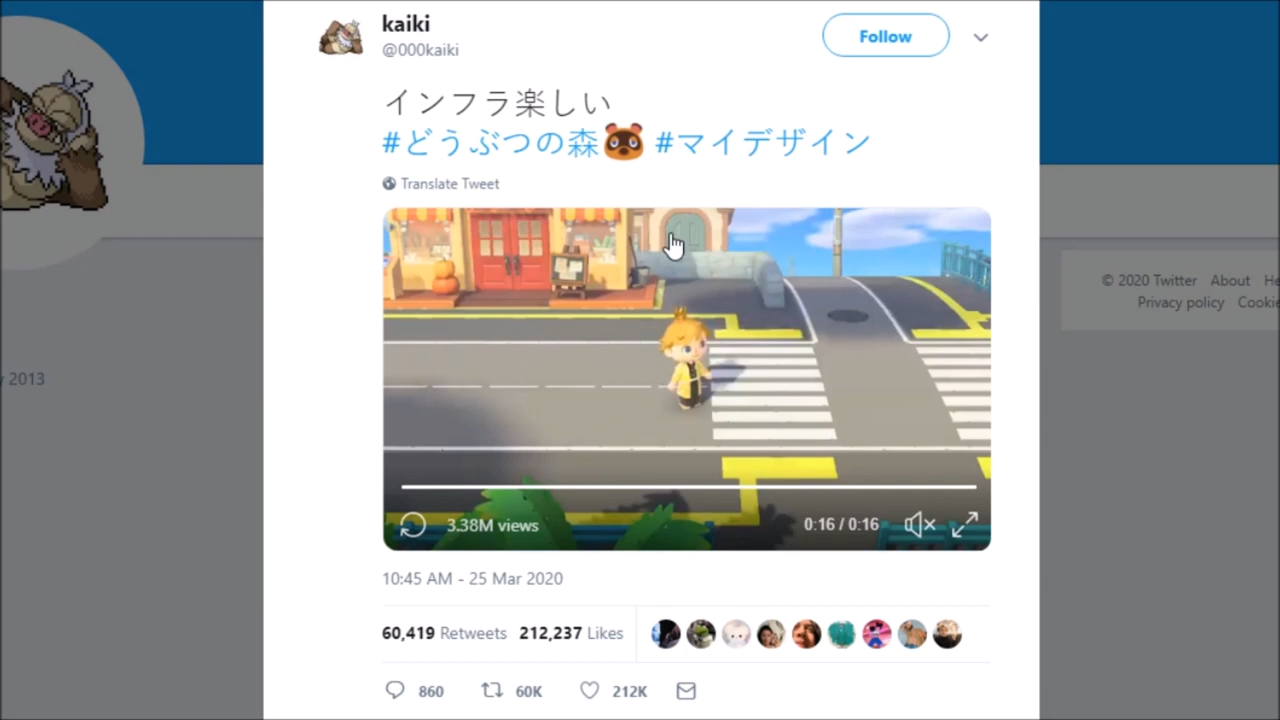 kaiki
@000kaiki
Follow
インフラ楽しい
#どうぶつの森 #マイデザイン
Translate Tweet
3.38M views
0:16 / 0:16
10:45 AM - 25 Mar 2020
60,419 Retweets 212,237 Likes
860 60K 212K
2013
© 2020 Twitter About
Privacy policy